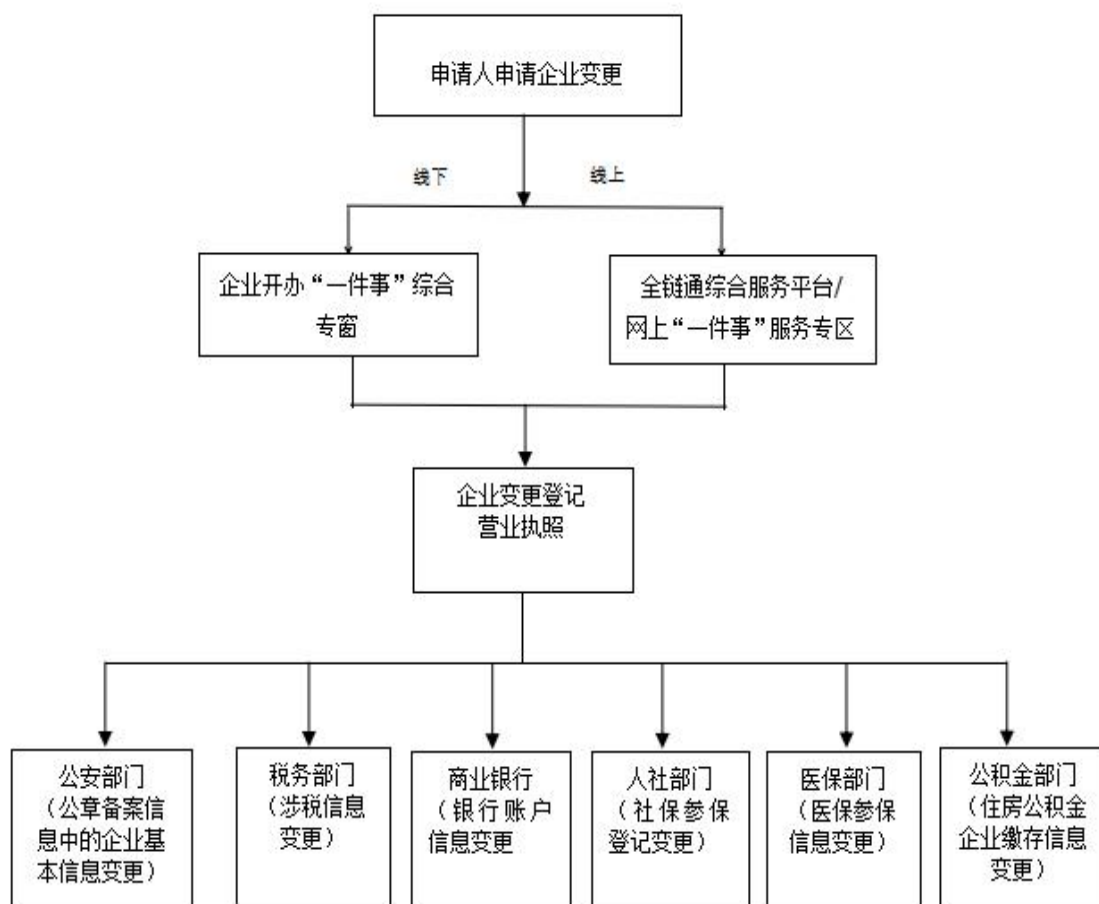 申请人申请企业变更
线下
线上
企业开办“一件事”综合
专窗
全链通综合服务平台/
网上“一件事”服务专区
企业变更登记
营业执照
公安部门
（公章备案信
息中的企业基
本信息变更）
税务部门
（涉税信息
变更）
商业银行
（银行账户
信息变更
人社部门
（社保参保
登记变更）
医保部门
（医保参保
信息变更）
公积金部门
（住房公积金
企业缴存信息
变更）